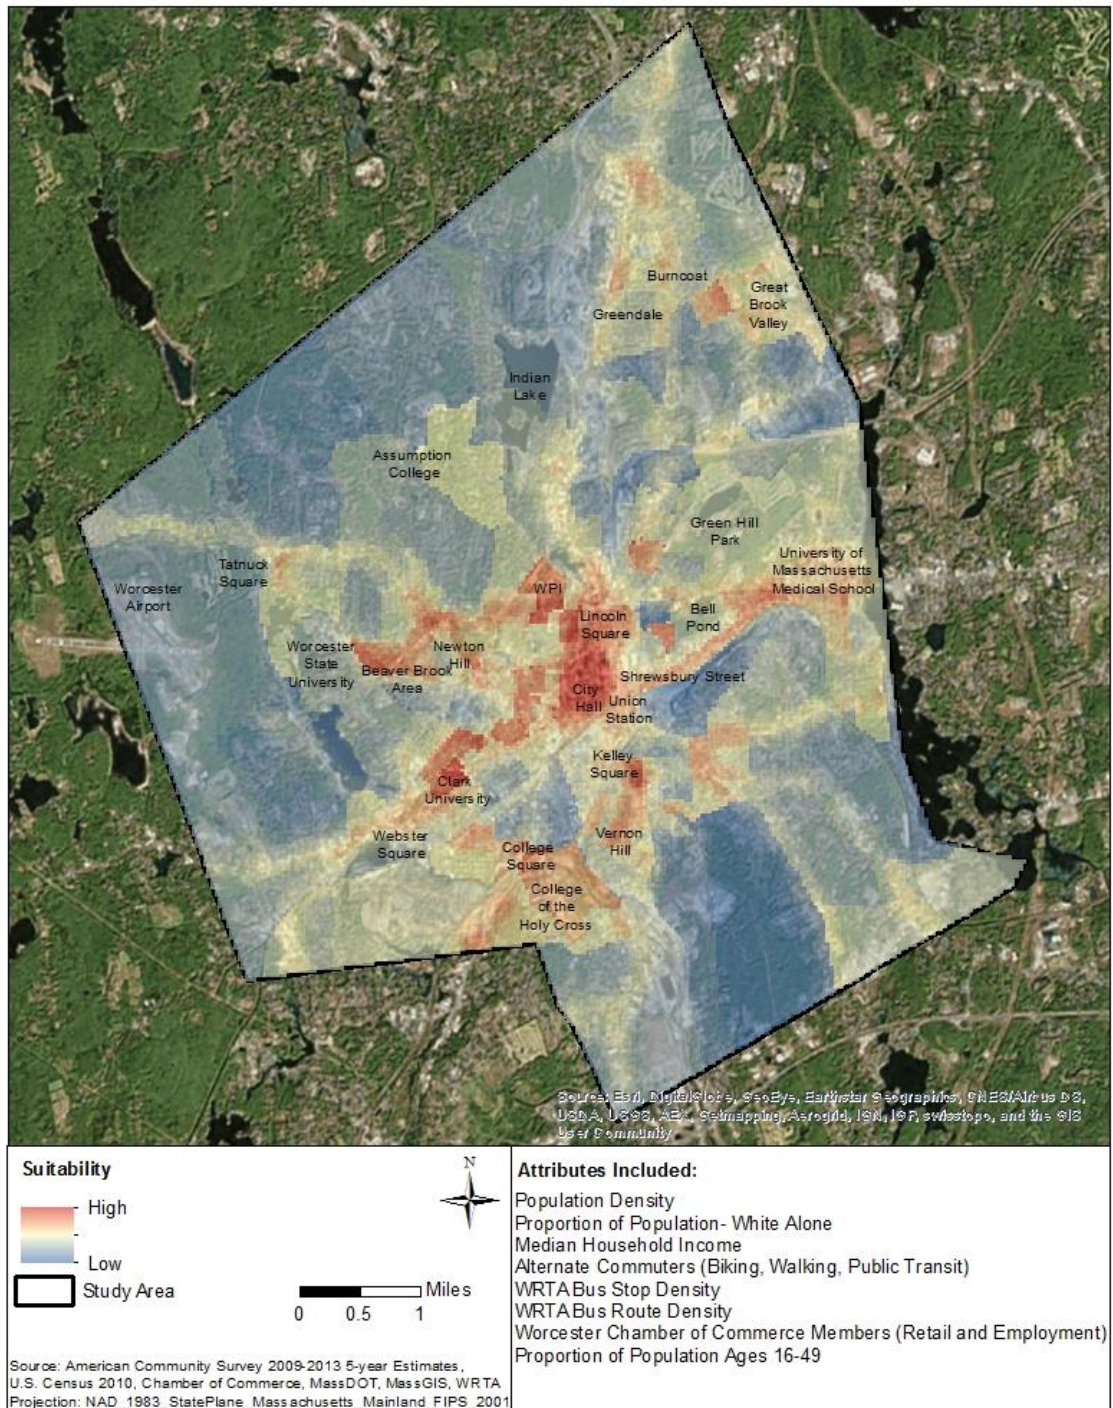 Burncoat
Great
Brook
Valley
Greendale
Indian
Lake
Assumption
College
Green Hill
Park
University of
Massachusetts
Medical School
Tatnuck
Square
Worcester
Airport
WPI
Lincoln
Square
Bell
Pond
Worcester
State
University
Newton
Hill
Beaver Brook
Area
Shrewsbury Street
City
Hall
Union
Station
Kelley
Square
Clark
University
Webster
Square
Vernon
Hill
College
Square
College
of the
Holy Cross
Source: Esri, DigitalGlobe, GeoEye, Earthstar Geographics, CNES/Airbus DS,
USDA, USGS, AEX, Getmapping, Aerogrid, IGN, IGP, swisstopo, and the GIS
User Community
Suitability
High
Low
Study Area
N
Miles
0 0.5 1
Source: American Community Survey 2009-2013 5-year Estimates,
U.S. Census 2010, Chamber of Commerce, MassDOT, MassGIS, WRTA
Projection: NAD_1983_StatePlane_Massachusetts_Mainland_FIPS_2001
Attributes Included:
Population Density
Proportion of Population- White Alone
Median Household Income
Alternate Commuters (Biking, Walking, Public Transit)
WRTA Bus Stop Density
WRTA Bus Route Density
Worcester Chamber of Commerce Members (Retail and Employment)
Proportion of Population Ages 16-49